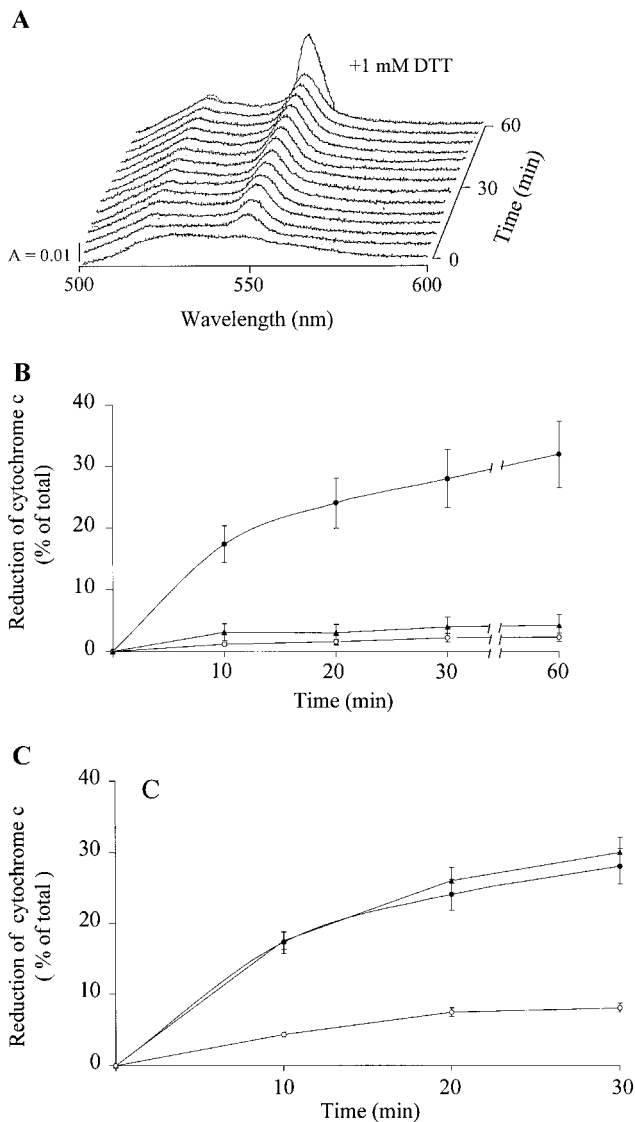 A
+1 mM DTT
60
30
0
Time (min)
A = 0.01
500
550
600
Wavelength (nm)
B
Reduction of cytochrome c
(% of total)
40
30
20
10
0
10
20
30
60
Time (min)
C
C
Reduction of cytochrome c
( % of total )
40
30
20
10
0
10
20
30
Time (min)